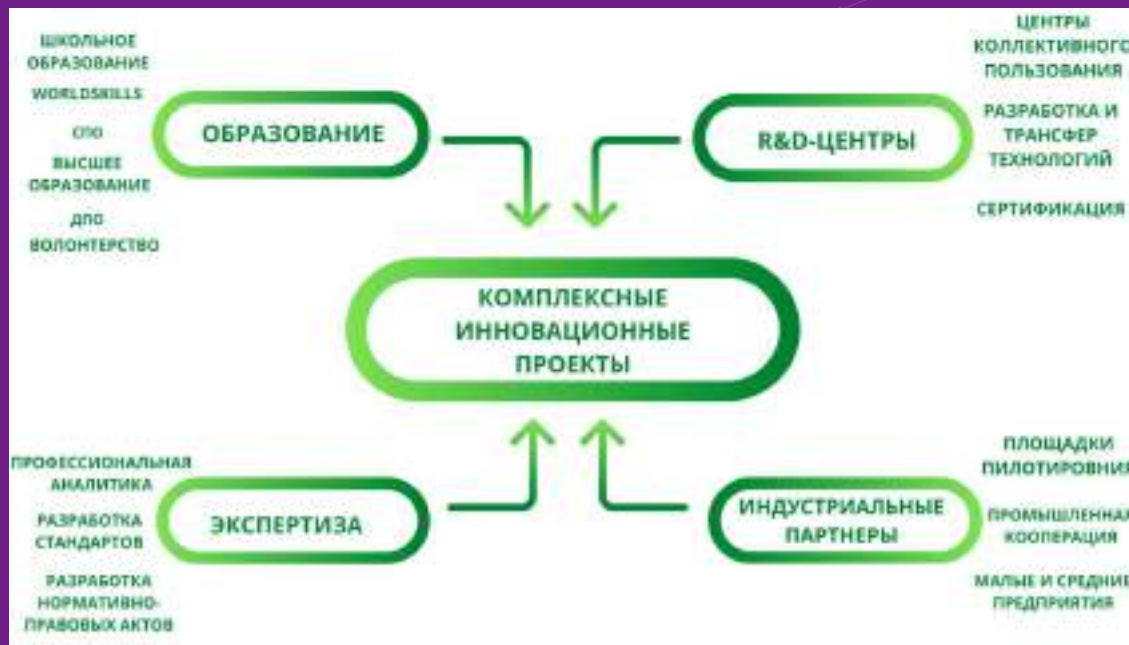 ШКОЛЬНОЕ
ОБРАЗОВАНИЕ
WORLDSKILLS
СПО
ВЫСШЕЕ
ОБРАЗОВАНИЕ
ДПО
ВОЛОНТЕРСТВО
ОБРАЗОВАНИЕ
R&D-ЦЕНТРЫ
ЦЕНТРЫ
КОЛЛЕКТИВНОГО
ПОЛЬЗОВАНИЯ
РАЗРАБОТКА И
ТРАНСФЕР
ТЕХНОЛОГИЙ
СЕРТИФИКАЦИЯ
КОМПЛЕКСНЫЕ
ИННОВАЦИОННЫЕ
ПРОЕКТЫ
ПРОФЕССИОНАЛЬНАЯ
АНАЛИТИКА
РАЗРАБОТКА
СТАНДАРТОВ
РАЗРАБОТКА
НОРМАТИВНО-
ПРАВОВЫХ АКТОВ
ЭКСПЕРТИЗА
ИНДУСТРИАЛЬНЫЕ
ПАРТНЕРЫ
ПЛОЩАДКИ
ПИЛОТИРОВНИЯ
ПРОМЫШЛЕННАЯ
КООПЕРАЦИЯ
МАЛЫЕ И СРЕДНИЕ
ПРЕДПРИЯТИЯ